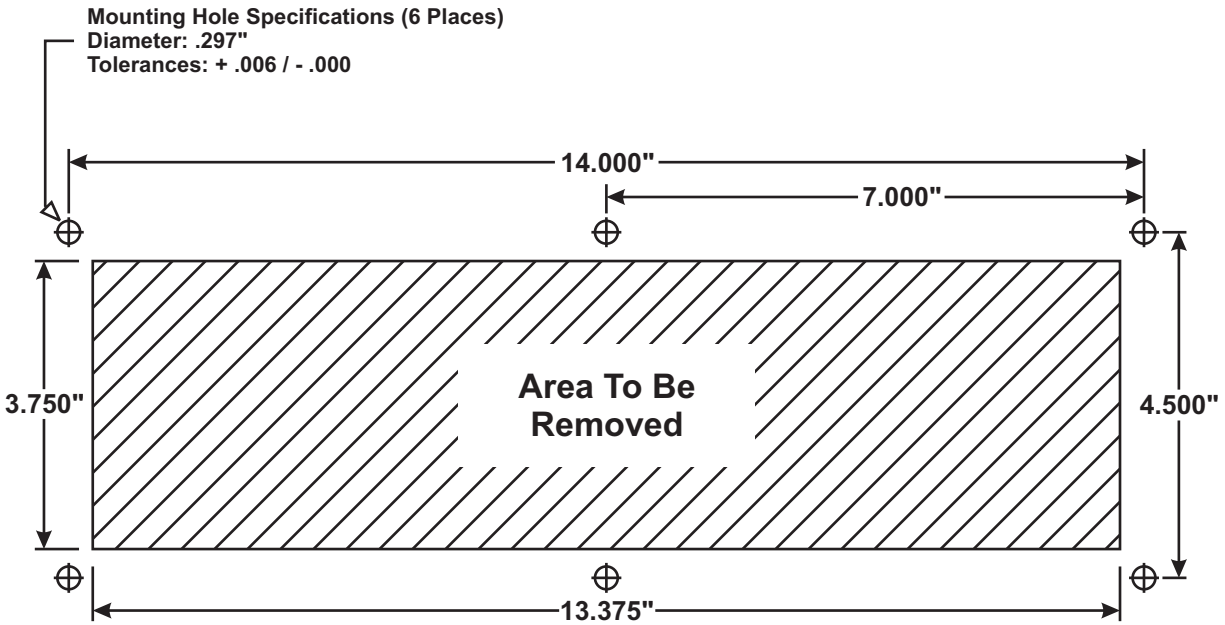 Mounting Hole Specifications (6 Places)
Diameter: .297"
Tolerances: + .006 / - .000
14.000"
7.000"
3.750"
Area To Be
Removed
4.500"
13.375"